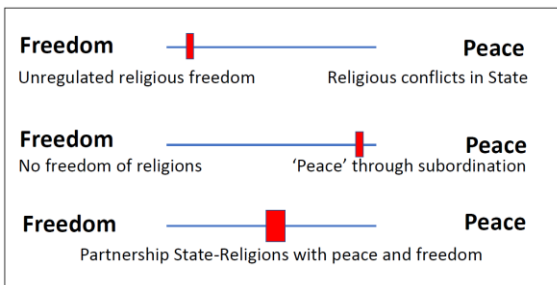 Freedom Peace
Unregulated religious freedom Religious conflicts in State
Freedom Peace
No freedom of religions ‘Peace’ through subordination
Freedom Peace
Partnership State-Religions with peace and freedom